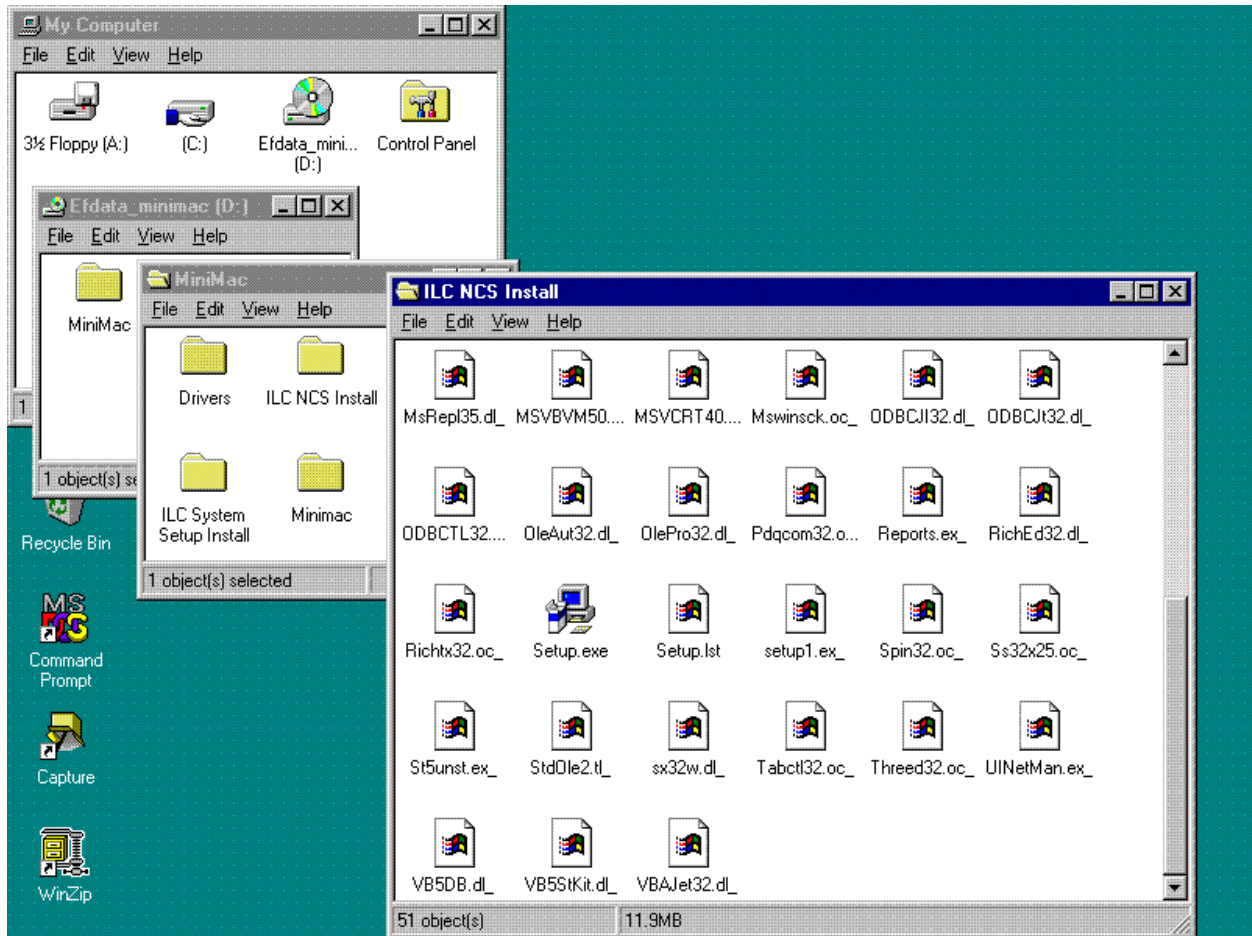 My Computer
File Edit View Help
3½ Floppy (A:) (C:) Efdata_mini... (D:) Control Panel
Efdata_minimac (D:)
File Edit View Help
MiniMac
1
1 object(s) se
MiniMac
File Edit View Help
Drivers ILC NCS Install
ILC System Setup Install Minimac
1 object(s) selected
ILC NCS Install
File Edit View Help
MsRepl35.dl_ MSVBVM50.... MSVCRT40.... Mswinsck.oc_ ODBCJI32.dl_ ODBCJt32.dl_
ODBCTL32.... OleAut32.dl_ OlePro32.dl_ Pdqcom32.o... Reports.ex_ RichEd32.dl_
Richtx32.oc_ Setup.exe Setup.lst setup1.ex_ Spin32.oc_ Ss32x25.oc_
St5unst.ex_ StdOle2.tl_ sx32w.dl_ Tabctl32.oc_ Threed32.oc_ UINetMan.ex_
VB5DB.dl_ VB5StKit.dl_ VBAJet32.dl_
51 object(s) 11.9MB
Recycle Bin
MS
Command
Prompt
Capture
WinZip